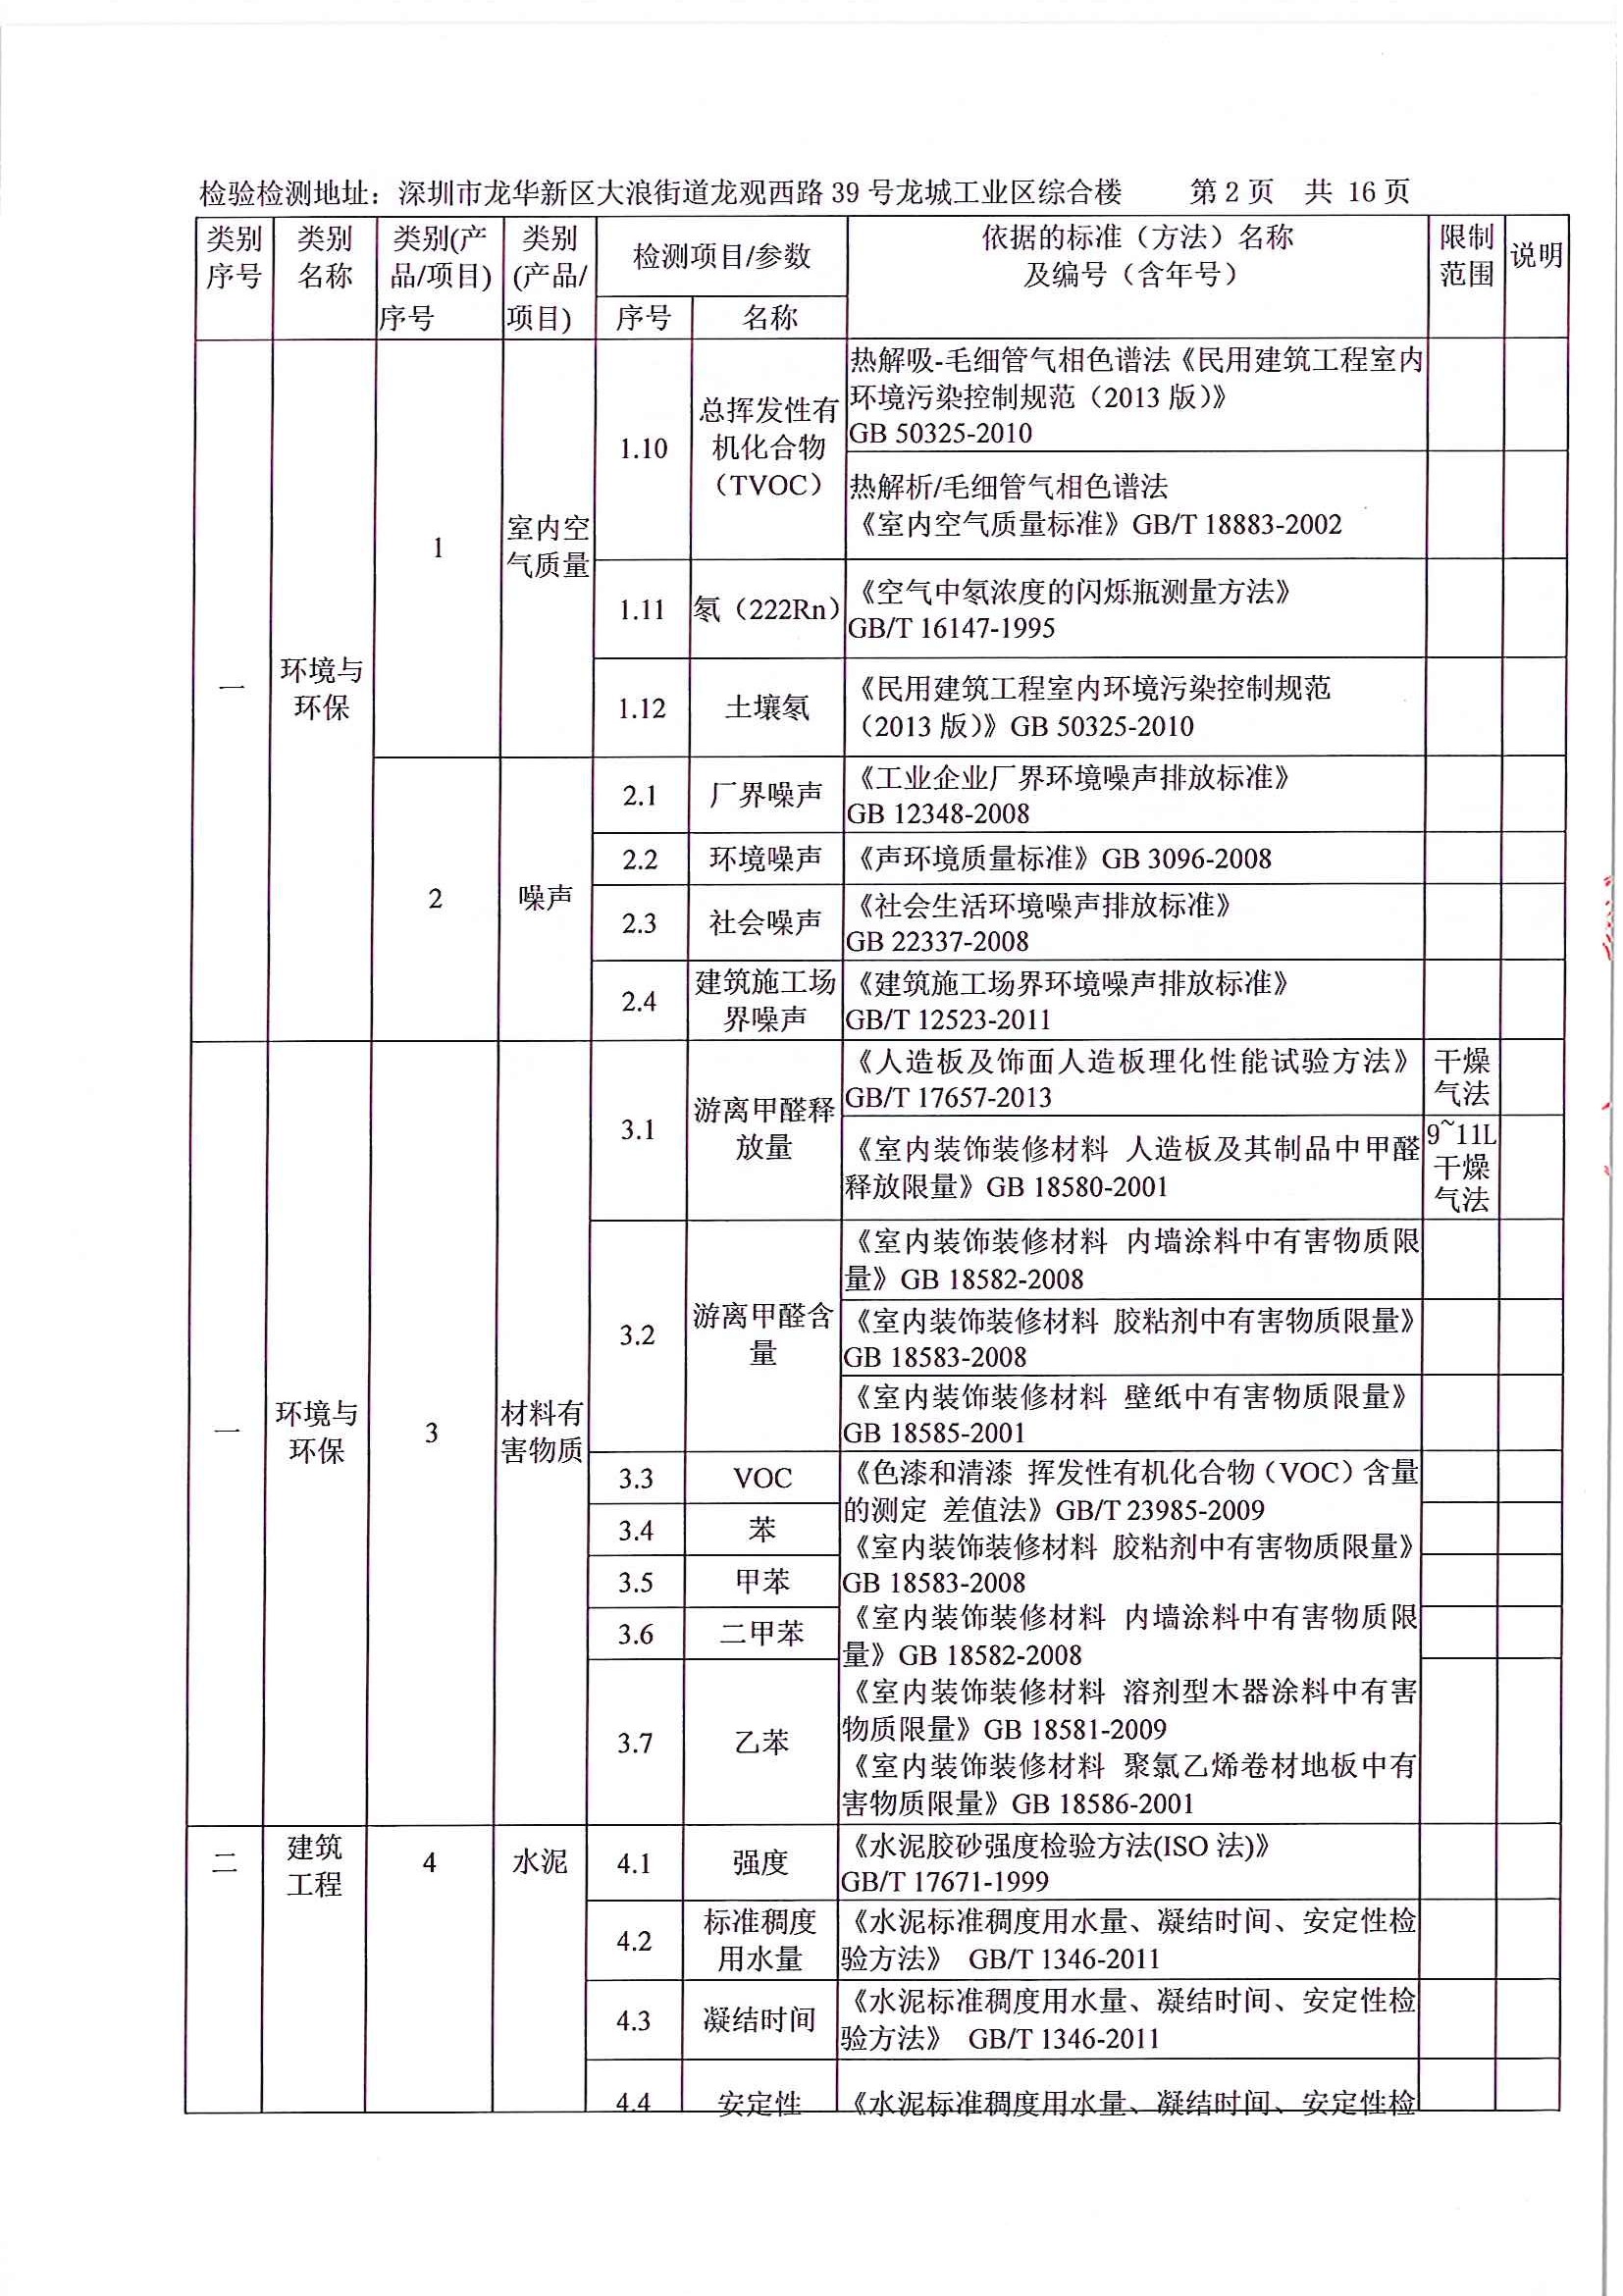 检验检测地址：深圳市龙华新区大浪街道龙观西路 39 号龙城工业区综合楼 第 2 页 共 16 页
类别序号
类别名称
类别(产品/项目)序号
类别(产品/项目)
检测项目/参数
序号
名称
依据的标准（方法）名称
及编号（含年号）
限制范围
说明
一
环境与
环保
1
室内空
气质量
1.10
总挥发性有
机化合物
（TVOC）
热解吸-毛细管气相色谱法《民用建筑工程室内
环境污染控制规范（2013 版）》
GB 50325-2010
热解析/毛细管气相色谱法
《室内空气质量标准》GB/T 18883-2002
1.11
氡（222Rn）
《空气中氡浓度的闪烁瓶测量方法》
GB/T 16147-1995
1.12
土壤氡
《民用建筑工程室内环境污染控制规范
（2013 版）》GB 50325-2010
2
噪声
2.1
厂界噪声
《工业企业厂界环境噪声排放标准》
GB 12348-2008
2.2
环境噪声
《声环境质量标准》GB 3096-2008
2.3
社会噪声
《社会生活环境噪声排放标准》
GB 22337-2008
2.4
建筑施工场
界噪声
《建筑施工场界环境噪声排放标准》
GB/T 12523-2011
一
环境与
环保
3
材料有
害物质
3.1
游离甲醛释
放量
《人造板及饰面人造板理化性能试验方法》
GB/T 17657-2013
干燥
气法
《室内装饰装修材料 人造板及其制品中甲醛
释放限量》GB 18580-2001
9~11L
干燥
气法
3.2
游离甲醛含
量
《室内装饰装修材料 内墙涂料中有害物质限
量》GB 18582-2008
《室内装饰装修材料 胶粘剂中有害物质限量》
GB 18583-2008
《室内装饰装修材料 壁纸中有害物质限量》
GB 18585-2001
3.3
VOC
3.4
苯
3.5
甲苯
3.6
二甲苯
3.7
乙苯
《色漆和清漆 挥发性有机化合物（VOC）含量
的测定 差值法》GB/T 23985-2009
《室内装饰装修材料 胶粘剂中有害物质限量》
GB 18583-2008
《室内装饰装修材料 内墙涂料中有害物质限
量》GB 18582-2008
《室内装饰装修材料 溶剂型木器涂料中有害
物质限量》GB 18581-2009
《室内装饰装修材料 聚氯乙烯卷材地板中有
害物质限量》GB 18586-2001
二
建筑
工程
4
水泥
4.1
强度
《水泥胶砂强度检验方法(ISO 法)》
GB/T 17671-1999
4.2
标准稠度
用水量
《水泥标准稠度用水量、凝结时间、安定性检
验方法》 GB/T 1346-2011
4.3
凝结时间
《水泥标准稠度用水量、凝结时间、安定性检
验方法》 GB/T 1346-2011
4.4
安定性
《水泥标准稠度用水量、凝结时间、安定性检